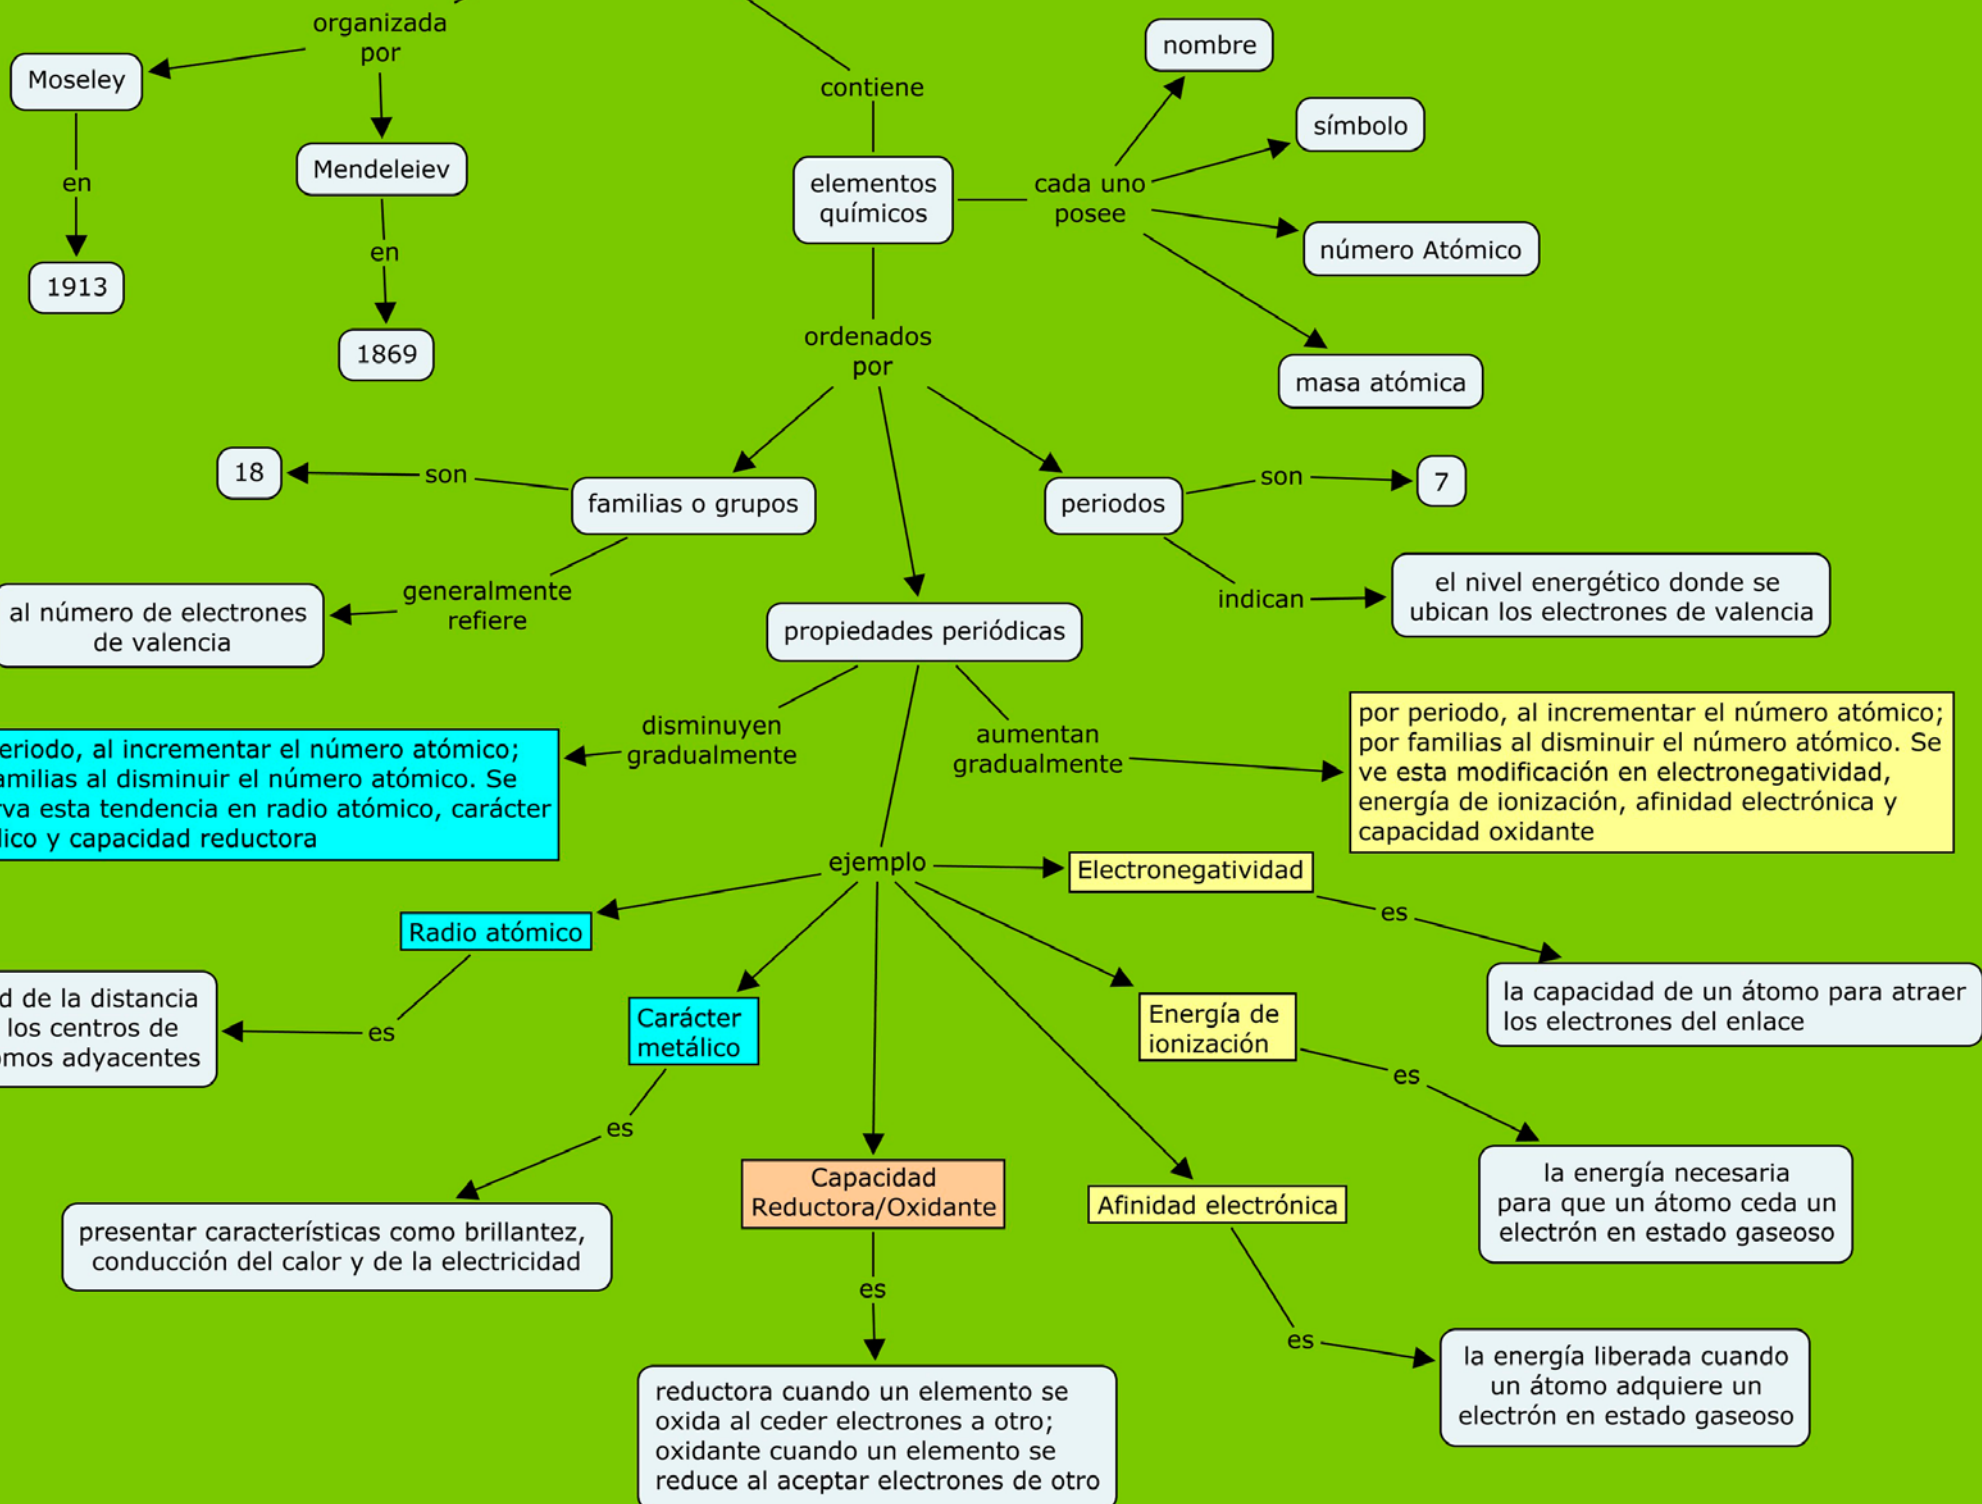 organizada
por
Moseley
en
1913
Mendeleiev
en
1869
contiene
elementos
químicos
cada uno
posee
nombre
símbolo
número Atómico
masa atómica
ordenados
por
familias o grupos
son
18
generalmente
refiere
al número de electrones
de valencia
periodos
son
7
indican
el nivel energético donde se
ubican los electrones de valencia
propiedades periódicas
disminuyen
gradualmente
eriodo, al incrementar el número atómico;
amilias al disminuir el número atómico. Se
rva esta tendencia en radio atómico, carácter
lico y capacidad reductora
aumentan
gradualmente
por periodo, al incrementar el número atómico;
por familias al disminuir el número atómico. Se
ve esta modificación en electronegatividad,
energía de ionización, afinidad electrónica y
capacidad oxidante
ejemplo
Radio atómico
es
d de la distancia
los centros de
omos adyacentes
Carácter
metálico
es
presentar características como brillantez,
conducción del calor y de la electricidad
Capacidad
Reductora/Oxidante
es
reductora cuando un elemento se
oxida al ceder electrones a otro;
oxidante cuando un elemento se
reduce al aceptar electrones de otro
Afinidad electrónica
es
la energía liberada cuando
un átomo adquiere un
electrón en estado gaseoso
Energía de
ionización
es
la energía necesaria
para que un átomo ceda un
electrón en estado gaseoso
Electronegatividad
es
la capacidad de un átomo para atraer
los electrones del enlace